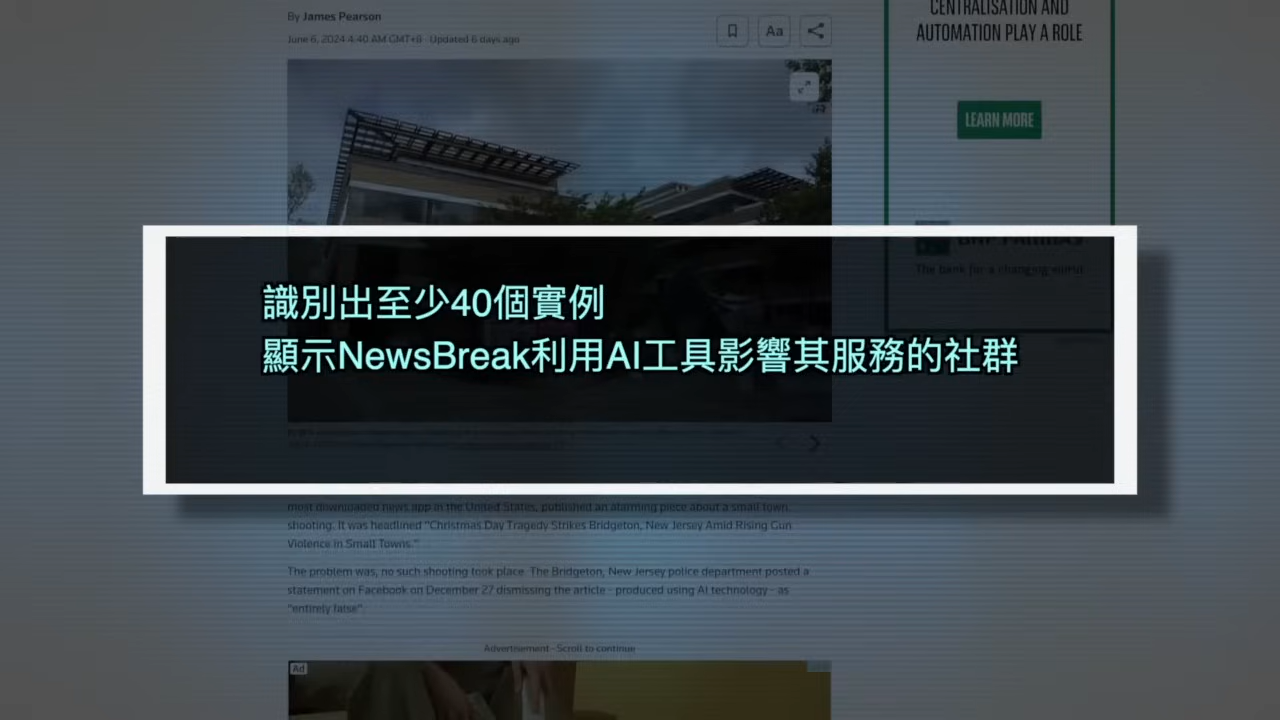 By James Pearson
June 6, 2024 4:40 AM GMT+8 · Updated 6 days ago
Aa
CENTRALISATION AND
AUTOMATION PLAY A ROLE
LEARN MORE
BNP PARIBAS
The bank for a changing world
識別出至少40個實例
顯示NewsBreak利用AI工具影響其服務的社群
most downloaded news app in the United States, published an alarming piece about a small town
shooting. It was headlined "Christmas Day Tragedy Strikes Bridgeton, New Jersey Amid Rising Gun
Violence in Small Towns."
The problem was, no such shooting took place. The Bridgeton, New Jersey police department posted a
statement on Facebook on December 27 dismissing the article - produced using AI technology - as
"entirely false".
Advertisement · Scroll to continue
Ad